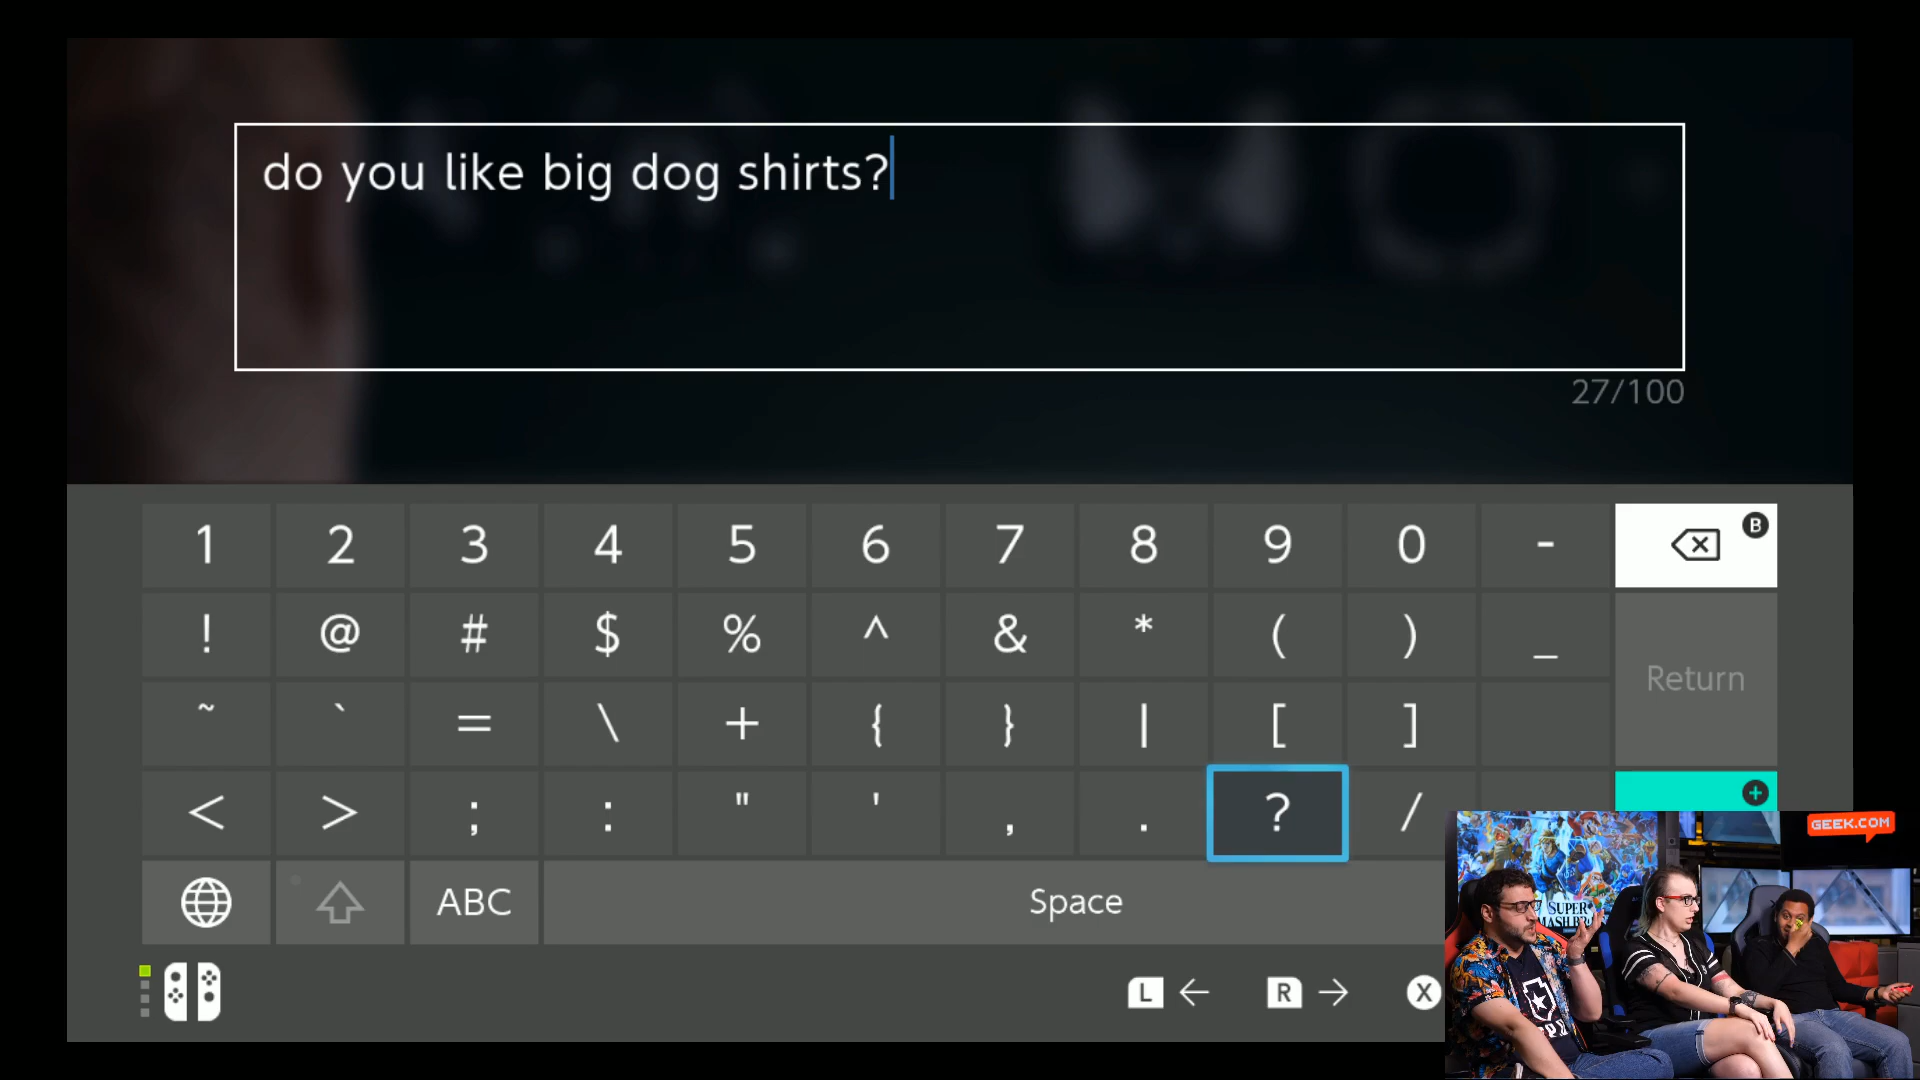 do you like big dog shirts?
27/100
1 2 3 4 5 6 7 8 9 0 - B
! @ # $ % ^ & * ( ) _
~ ` = \ + { } | [ ] Return
< > ; : " ' , . ? / +
ABC Space
L ← R → X
GEEK.COM
SUPER